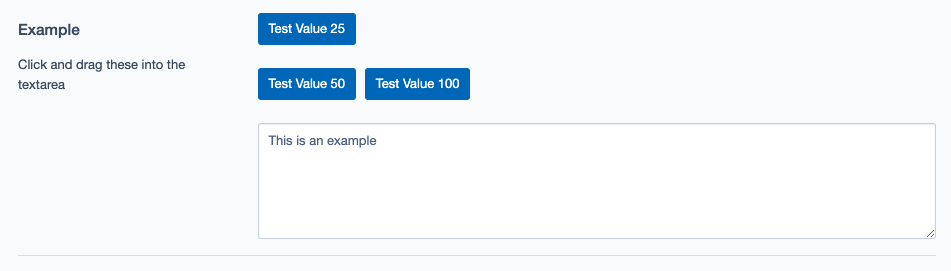 Example
Click and drag these into the
textarea
Test Value 25
Test Value 50
Test Value 100
This is an example